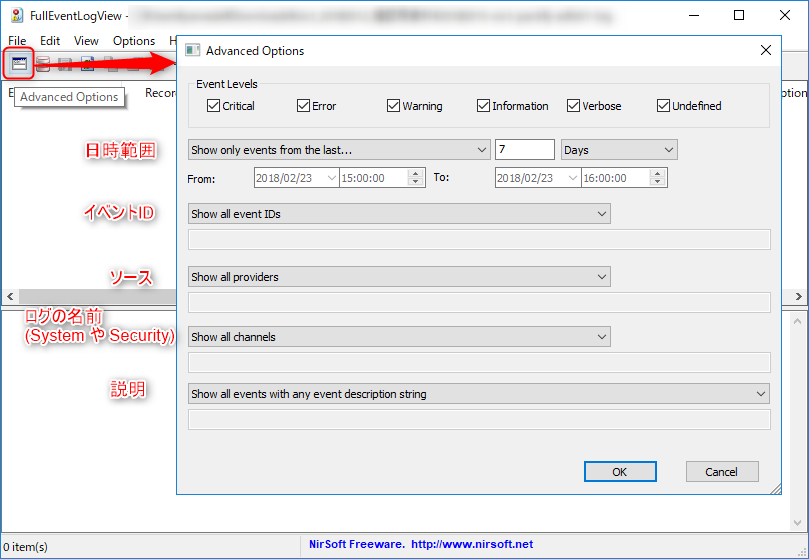 FullEventLogView -
File Edit View Options H
Advanced Options
Record
Advanced Options
Event Levels
Critical Error Warning Information Verbose Undefined
日時範囲
Show only events from the last... 7 Days
From: 2018/02/23 15:00:00 To: 2018/02/23 16:00:00
イベントID
Show all event IDs
ソース
Show all providers
ログの名前
(System や Security)
Show all channels
説明
Show all events with any event description string
OK Cancel
0 item(s) NirSoft Freeware. http://www.nirsoft.net